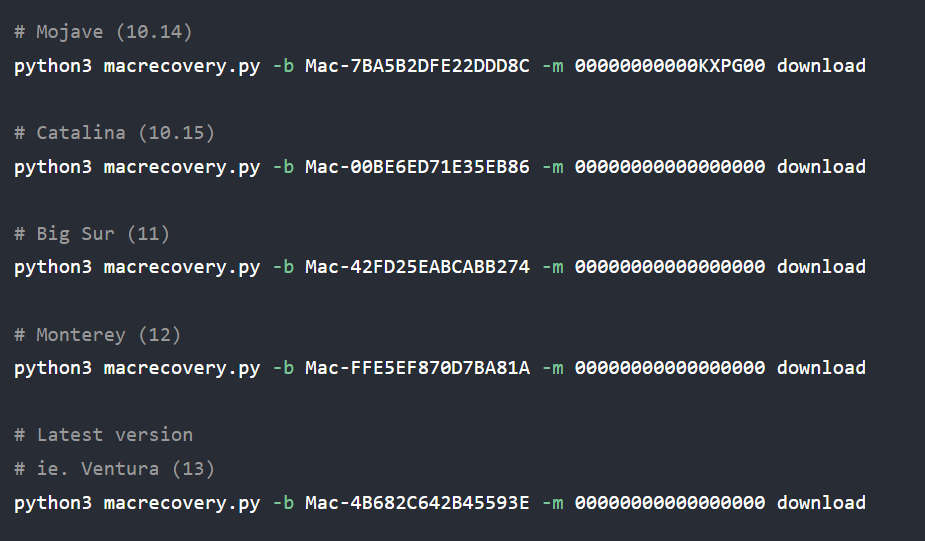 # Mojave (10.14)
python3 macrecovery.py -b Mac-7BA5B2DFE22DDD8C -m 00000000000KXPG00 download
# Catalina (10.15)
python3 macrecovery.py -b Mac-00BE6ED71E35EB86 -m 00000000000000000 download
# Big Sur (11)
python3 macrecovery.py -b Mac-42FD25EABCABB274 -m 00000000000000000 download
# Monterey (12)
python3 macrecovery.py -b Mac-FFE5EF870D7BA81A -m 00000000000000000 download
# Latest version
# ie. Ventura (13)
python3 macrecovery.py -b Mac-4B682C642B45593E -m 00000000000000000 download